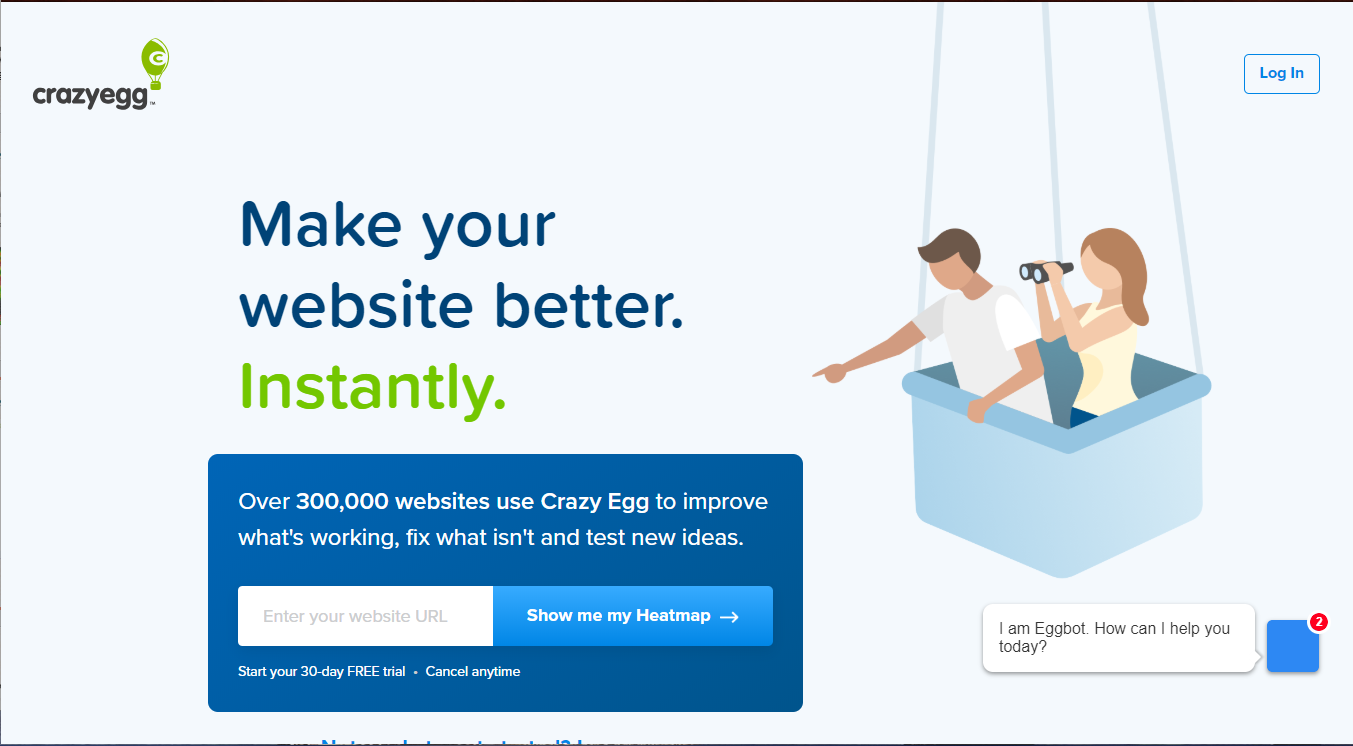 crazyegg™
Log In
Make your
website better.
Instantly.
Over 300,000 websites use Crazy Egg to improve
what's working, fix what isn't and test new ideas.
Enter your website URL
Show me my Heatmap →
Start your 30-day FREE trial • Cancel anytime
I am Eggbot. How can I help you
today?
2